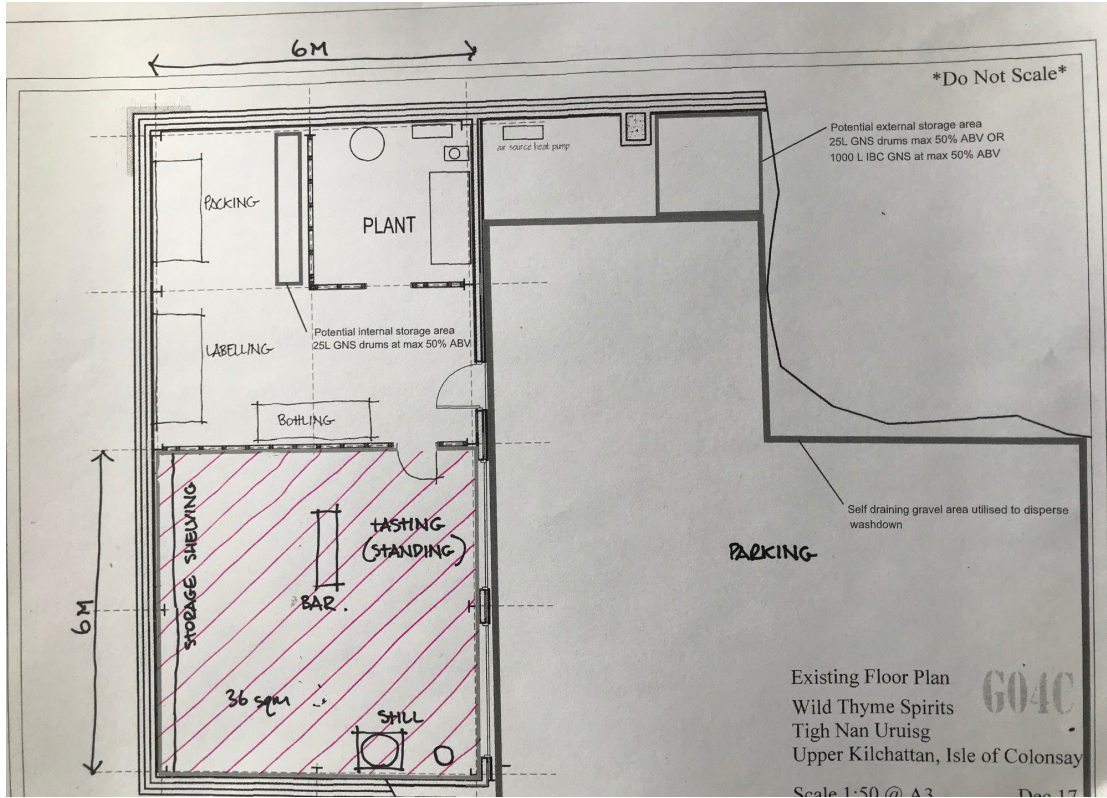 6M
*Do Not Scale*
Potential external storage area
25L GNS drums max 50% ABV OR
1000 L IBC GNS at max 50% ABV
air source heat pump
PACKING
PLANT
Potential internal storage area
25L GNS drums at max 50% ABV
LABELLING
BOTTLING
STORAGE SHELVING
TASTING
(STANDING)
BAR.
6M
36 sqm
STILL
Self draining gravel area utilised to disperse
washdown
PARKING
Existing Floor Plan
G04C
Wild Thyme Spirits
Tigh Nan Uruisg
Upper Kilchattan, Isle of Colonsay
Scale 1:50 @ A3
Dec 17